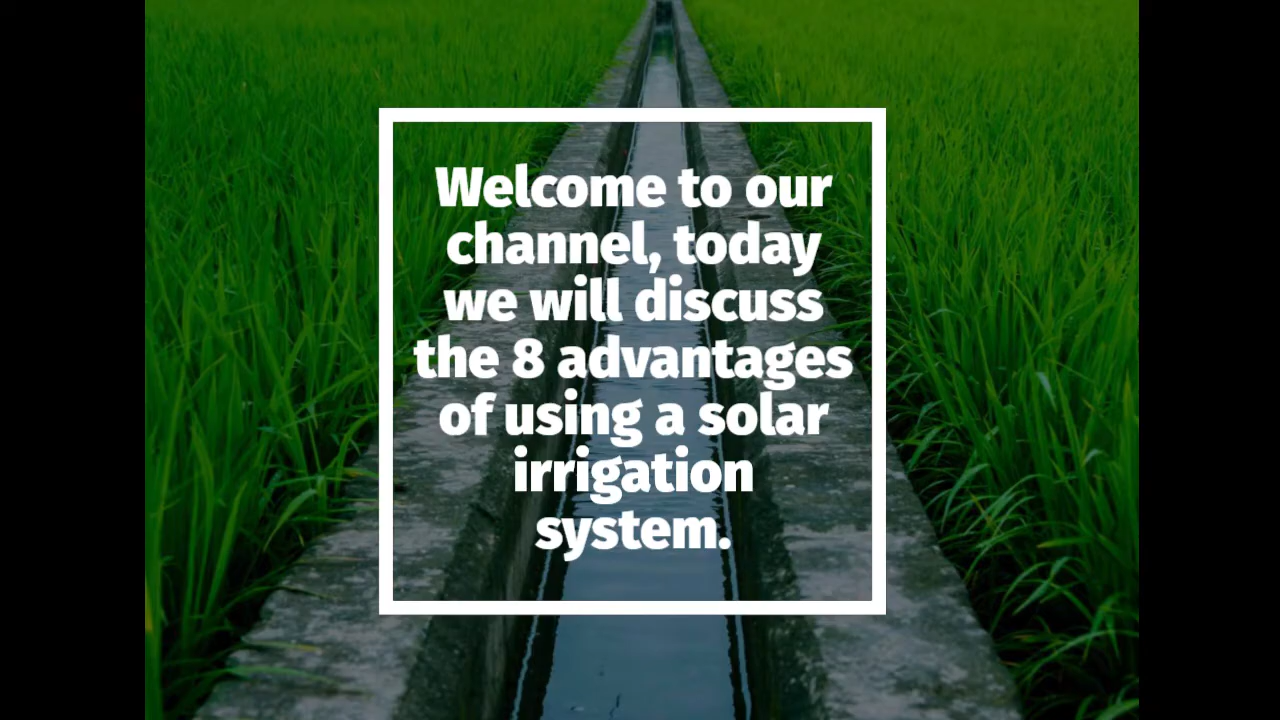 Welcome to our
channel, today
we will discuss
the 8 advantages
of using a solar
irrigation
system.